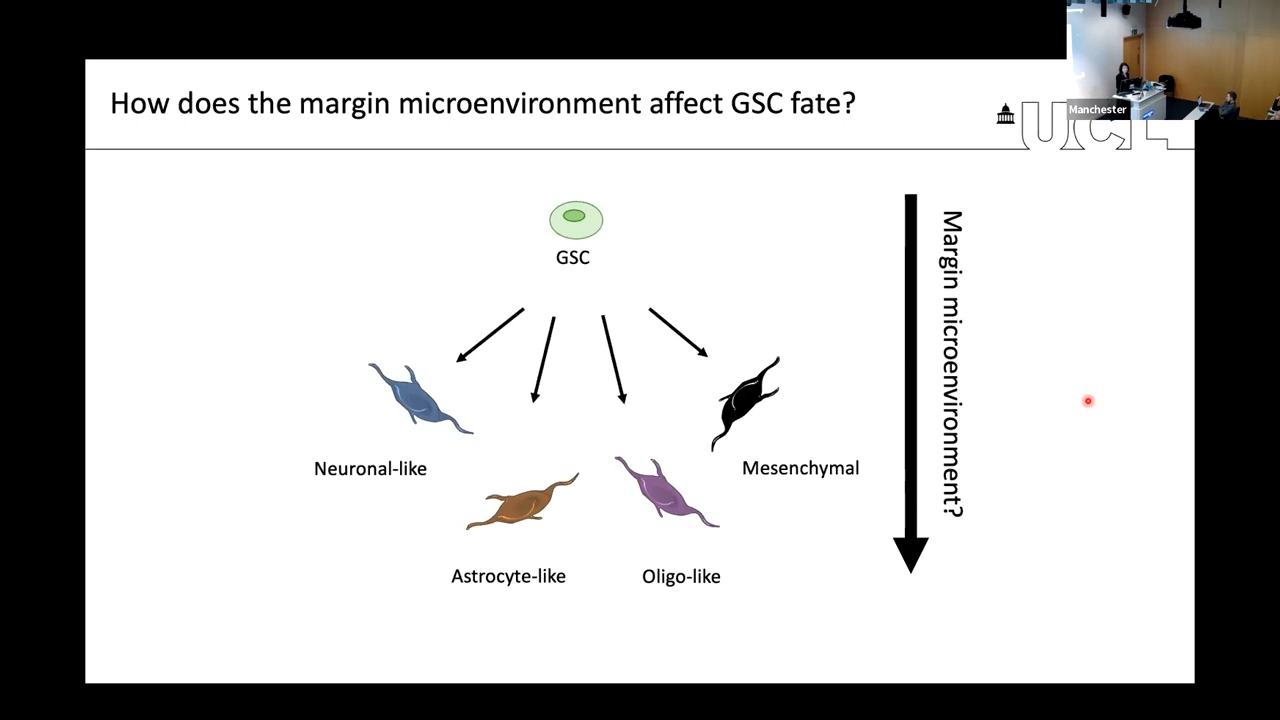 How does the margin microenvironment affect GSC fate?
Manchester
UCL
GSC
Margin microenvironment?
Neuronal-like
Mesenchymal
Astrocyte-like
Oligo-like